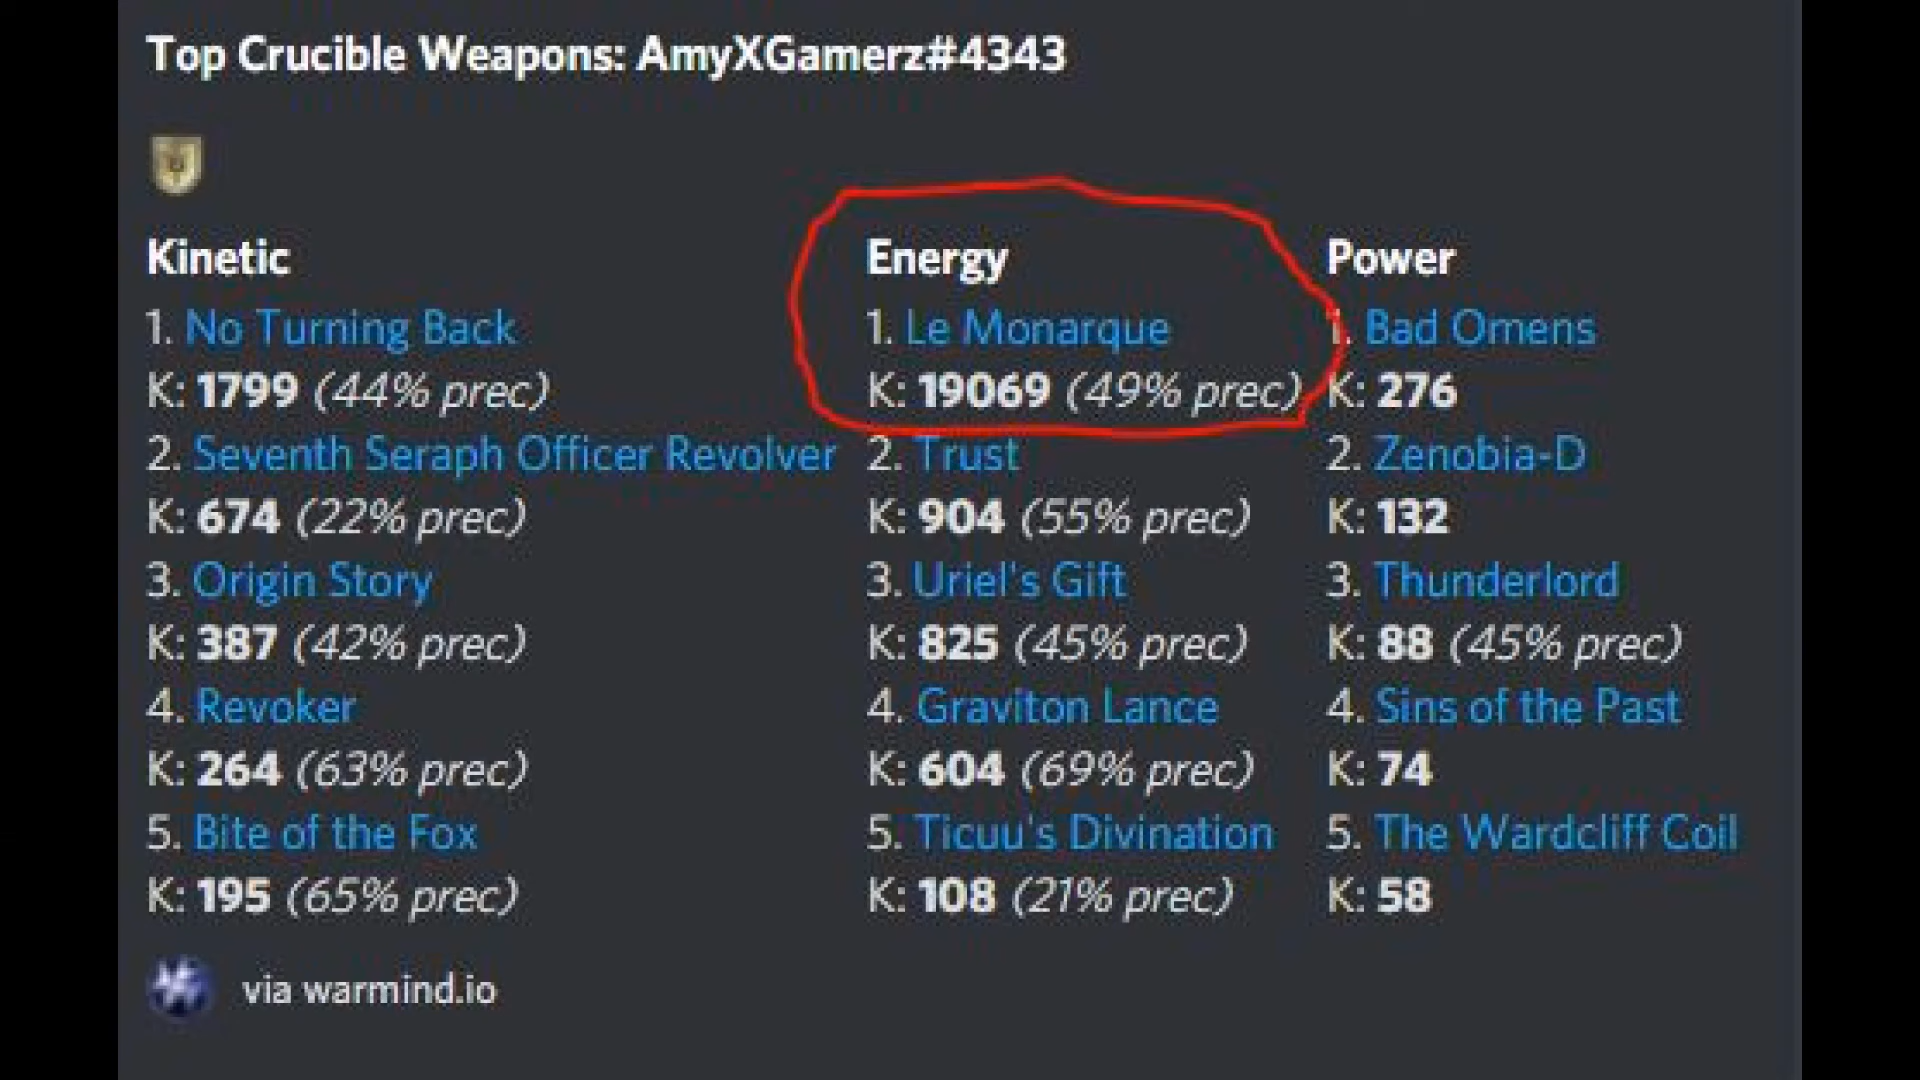 Top Crucible Weapons: AmyXGamerz#4343
Kinetic
1. No Turning Back
K: 1799 (44% prec)
2. Seventh Seraph Officer Revolver
K: 674 (22% prec)
3. Origin Story
K: 387 (42% prec)
4. Revoker
K: 264 (63% prec)
5. Bite of the Fox
K: 195 (65% prec)
Energy
1. Le Monarque
K: 19069 (49% prec)
2. Trust
K: 904 (55% prec)
3. Uriel's Gift
K: 825 (45% prec)
4. Graviton Lance
K: 604 (69% prec)
5. Ticuu's Divination
K: 108 (21% prec)
Power
1. Bad Omens
K: 276
2. Zenobia-D
K: 132
3. Thunderlord
K: 88 (45% prec)
4. Sins of the Past
K: 74
5. The Wardcliff Coil
K: 58
via warmind.io